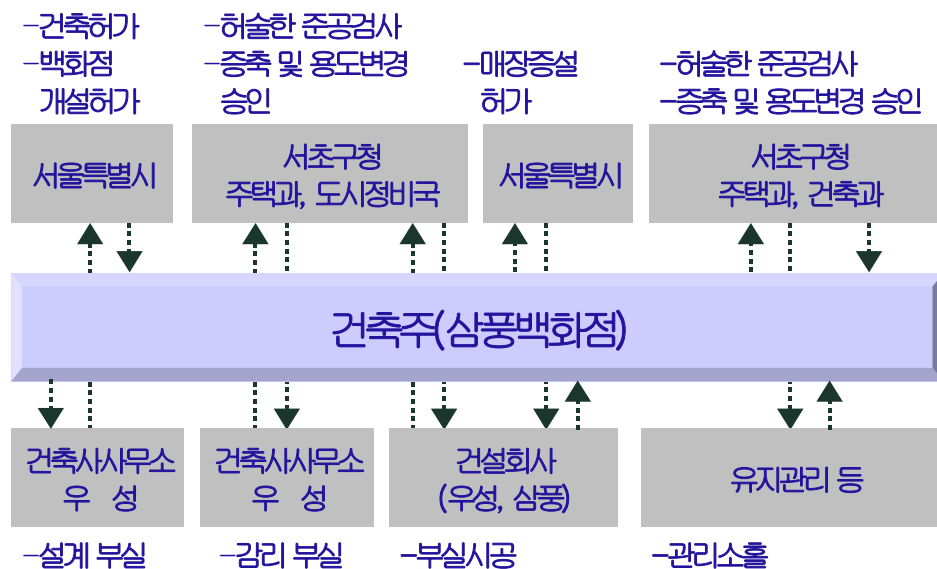 –건축허가
–백화점
개설허가
서울특별시
–허술한 준공검사
–증축 및 용도변경
승인
서초구청
주택과, 도시정비국
–매장증설
허가
서울특별시
–허술한 준공검사
–증축 및 용도변경 승인
서초구청
주택과, 건축과
건축주(삼풍백화점)
건축사사무소
우 성
–설계 부실
건축사사무소
우 성
–감리 부실
건설회사
(우성, 삼풍)
–부실시공
유지관리 등
–관리소홀